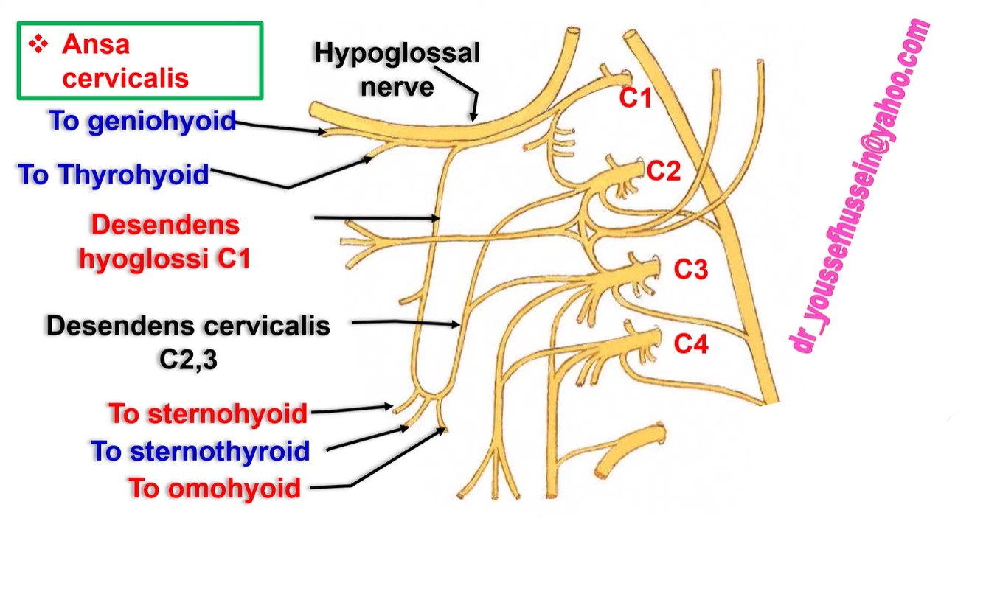 ❖ Ansa
cervicalis
Hypoglossal
nerve
To geniohyoid
To Thyrohyoid
Desendens
hyoglossi C1
Desendens cervicalis
C2,3
To sternohyoid
To sternothyroid
To omohyoid
C1
C2
C3
C4
dr_youssefhussein@yahoo.com